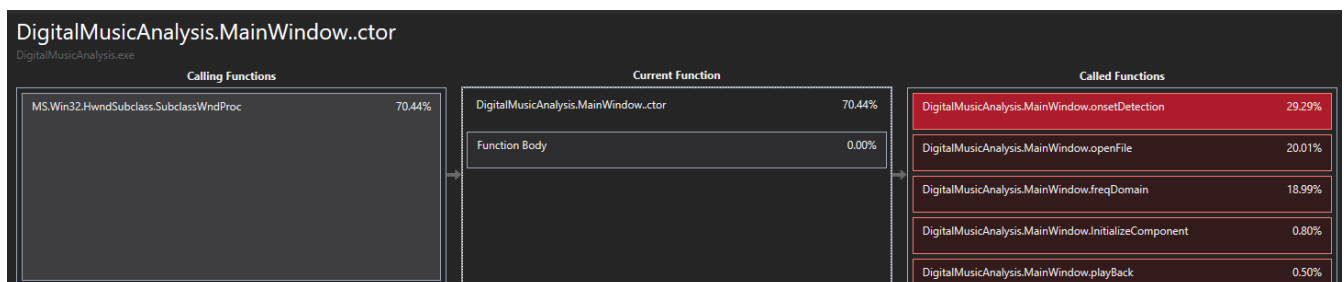 DigitalMusicAnalysis.MainWindow..ctor
DigitalMusicAnalysis.exe
Calling Functions
MS.Win32.HwndSubclass.SubclassWndProc 70.44%
Current Function
DigitalMusicAnalysis.MainWindow..ctor 70.44%
Function Body 0.00%
Called Functions
DigitalMusicAnalysis.MainWindow.onsetDetection 29.29%
DigitalMusicAnalysis.MainWindow.openFile 20.01%
DigitalMusicAnalysis.MainWindow.freqDomain 18.99%
DigitalMusicAnalysis.MainWindow.InitializeComponent 0.80%
DigitalMusicAnalysis.MainWindow.playBack 0.50%